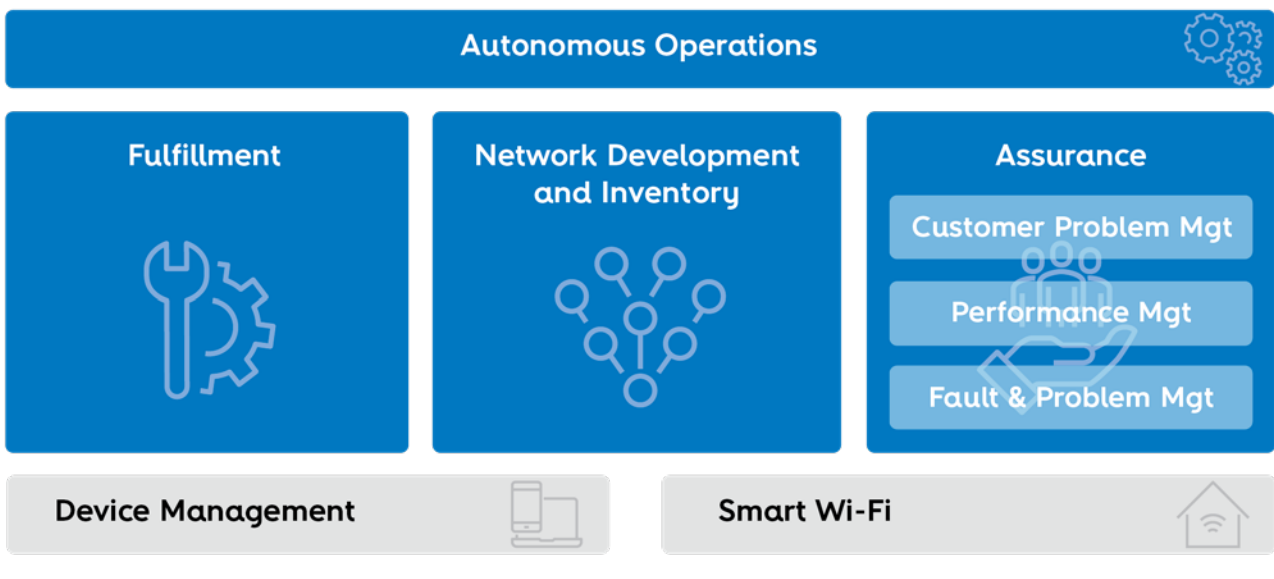 Autonomous Operations
Fulfillment
Network Development
and Inventory
Assurance
Customer Problem Mgt
Performance Mgt
Fault & Problem Mgt
Device Management
Smart Wi-Fi